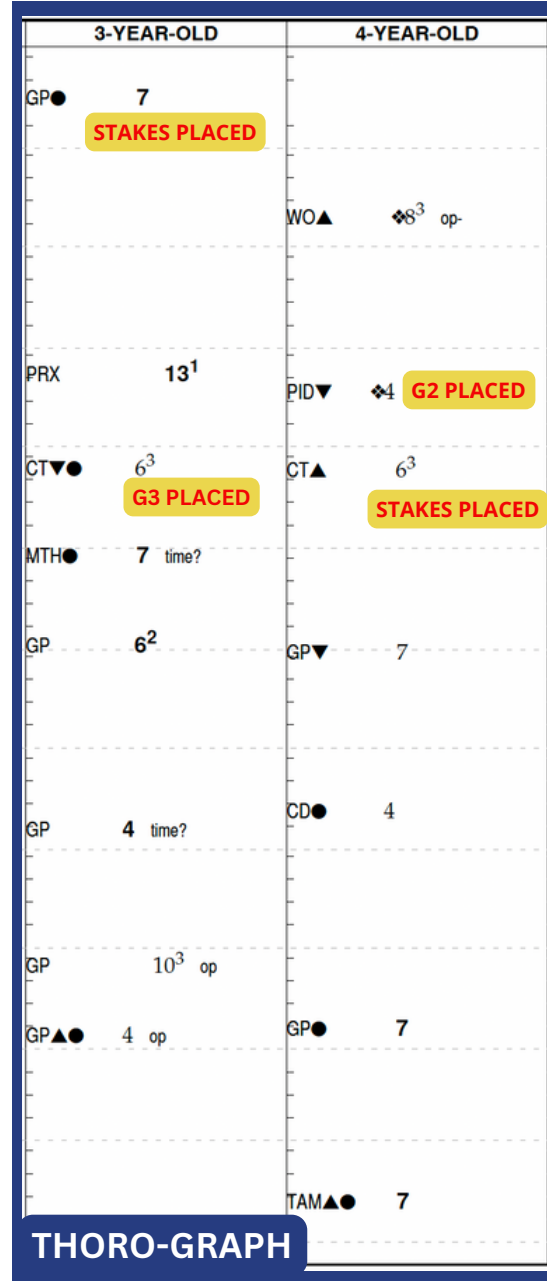 3-YEAR-OLD
GP● 7
STAKES PLACED
PRX 13¹
CT▼● 6³
G3 PLACED
MTH● 7 time?
GP 6²
GP 4 time?
GP 10³ op
GP▲● 4 op
4-YEAR-OLD
WO▲ ❖8³ op-
PID▼ ❖4 G2 PLACED
CT▲ 6³
STAKES PLACED
GP▼ 7
CD● 4
GP● 7
TAM▲● 7
THORO-GRAPH